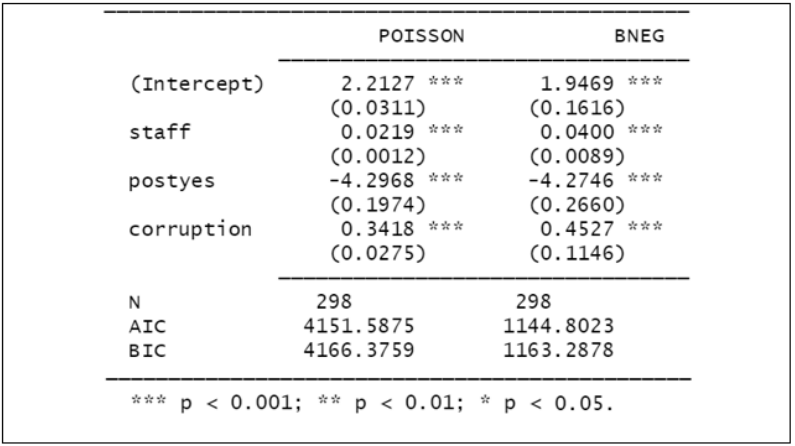 POISSON BNEG
(Intercept) 2.2127 *** 1.9469 ***
(0.0311) (0.1616)
staff 0.0219 *** 0.0400 ***
(0.0012) (0.0089)
postyes -4.2968 *** -4.2746 ***
(0.1974) (0.2660)
corruption 0.3418 *** 0.4527 ***
(0.0275) (0.1146)
N 298 298
AIC 4151.5875 1144.8023
BIC 4166.3759 1163.2878
*** p < 0.001; ** p < 0.01; * p < 0.05.